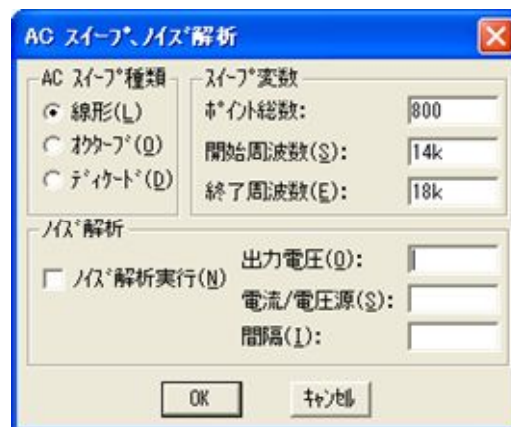 AC ｽｲｰﾌﾟ､ﾉｲｽﾞ解析
AC ｽｲｰﾌﾟ種類
線形(L)
ｵｸﾀｰﾌﾞ(O)
ﾃﾞｨｹｰﾄﾞ(D)
ｽｲｰﾌﾟ変数
ﾎﾟｲﾝﾄ総数: 800
開始周波数(S): 14k
終了周波数(E): 18k
ﾉｲｽﾞ解析
ﾉｲｽﾞ解析実行(N)
出力電圧(O):
電流/電圧源(S):
間隔(I):
OK
ｷｬﾝｾﾙ